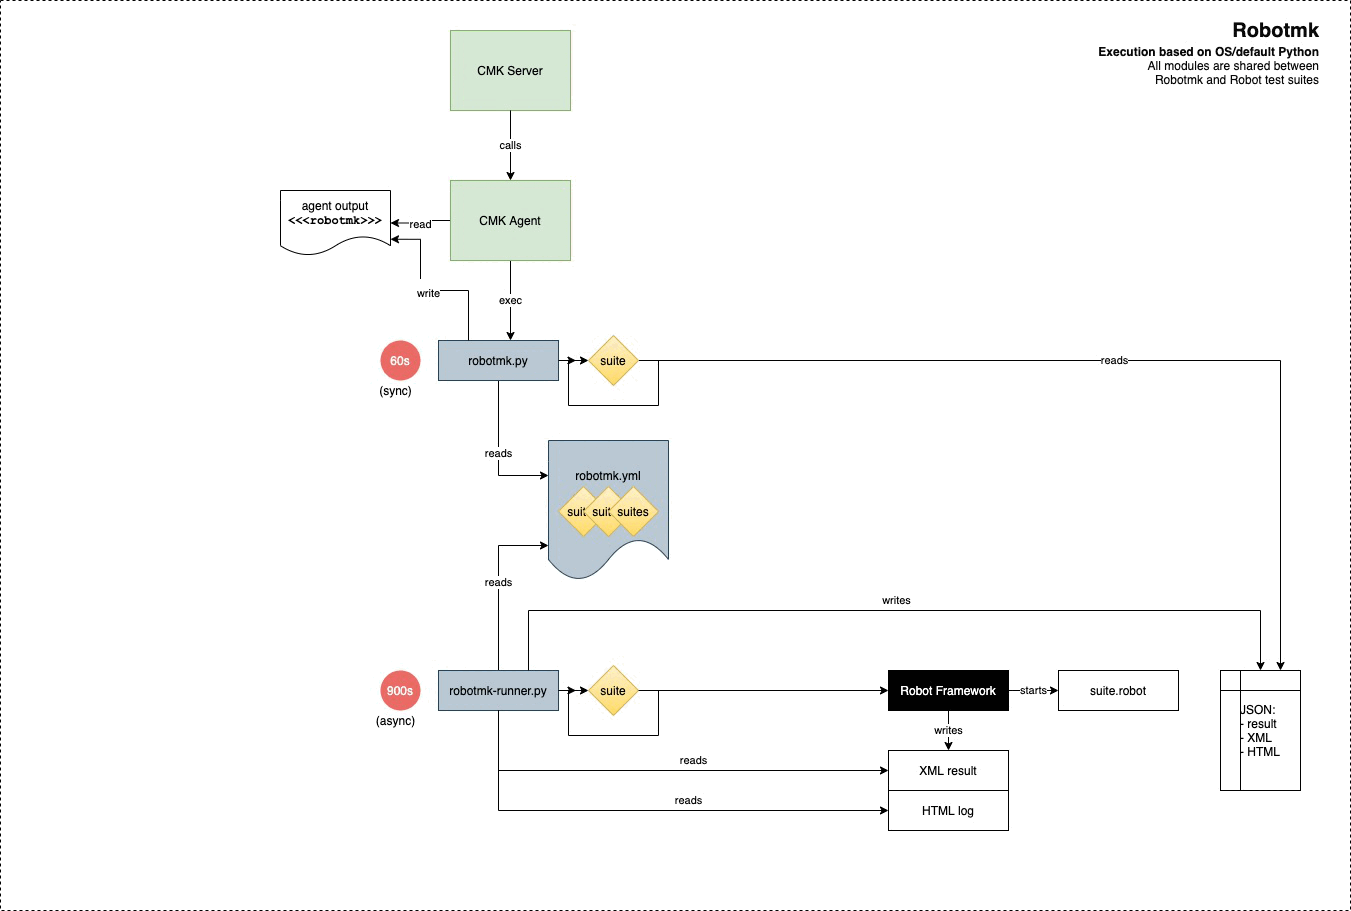 Robotmk
Execution based on OS/default Python
All modules are shared between
Robotmk and Robot test suites
CMK Server
calls
agent output
<<<robotmk>>>
read
CMK Agent
write
exec
60s
(sync)
robotmk.py
suite
reads
reads
robotmk.yml
suit
suit
suites
reads
writes
900s
(async)
robotmk-runner.py
suite
Robot Framework
starts
suite.robot
writes
JSON:
- result
- XML
- HTML
reads
XML result
reads
HTML log